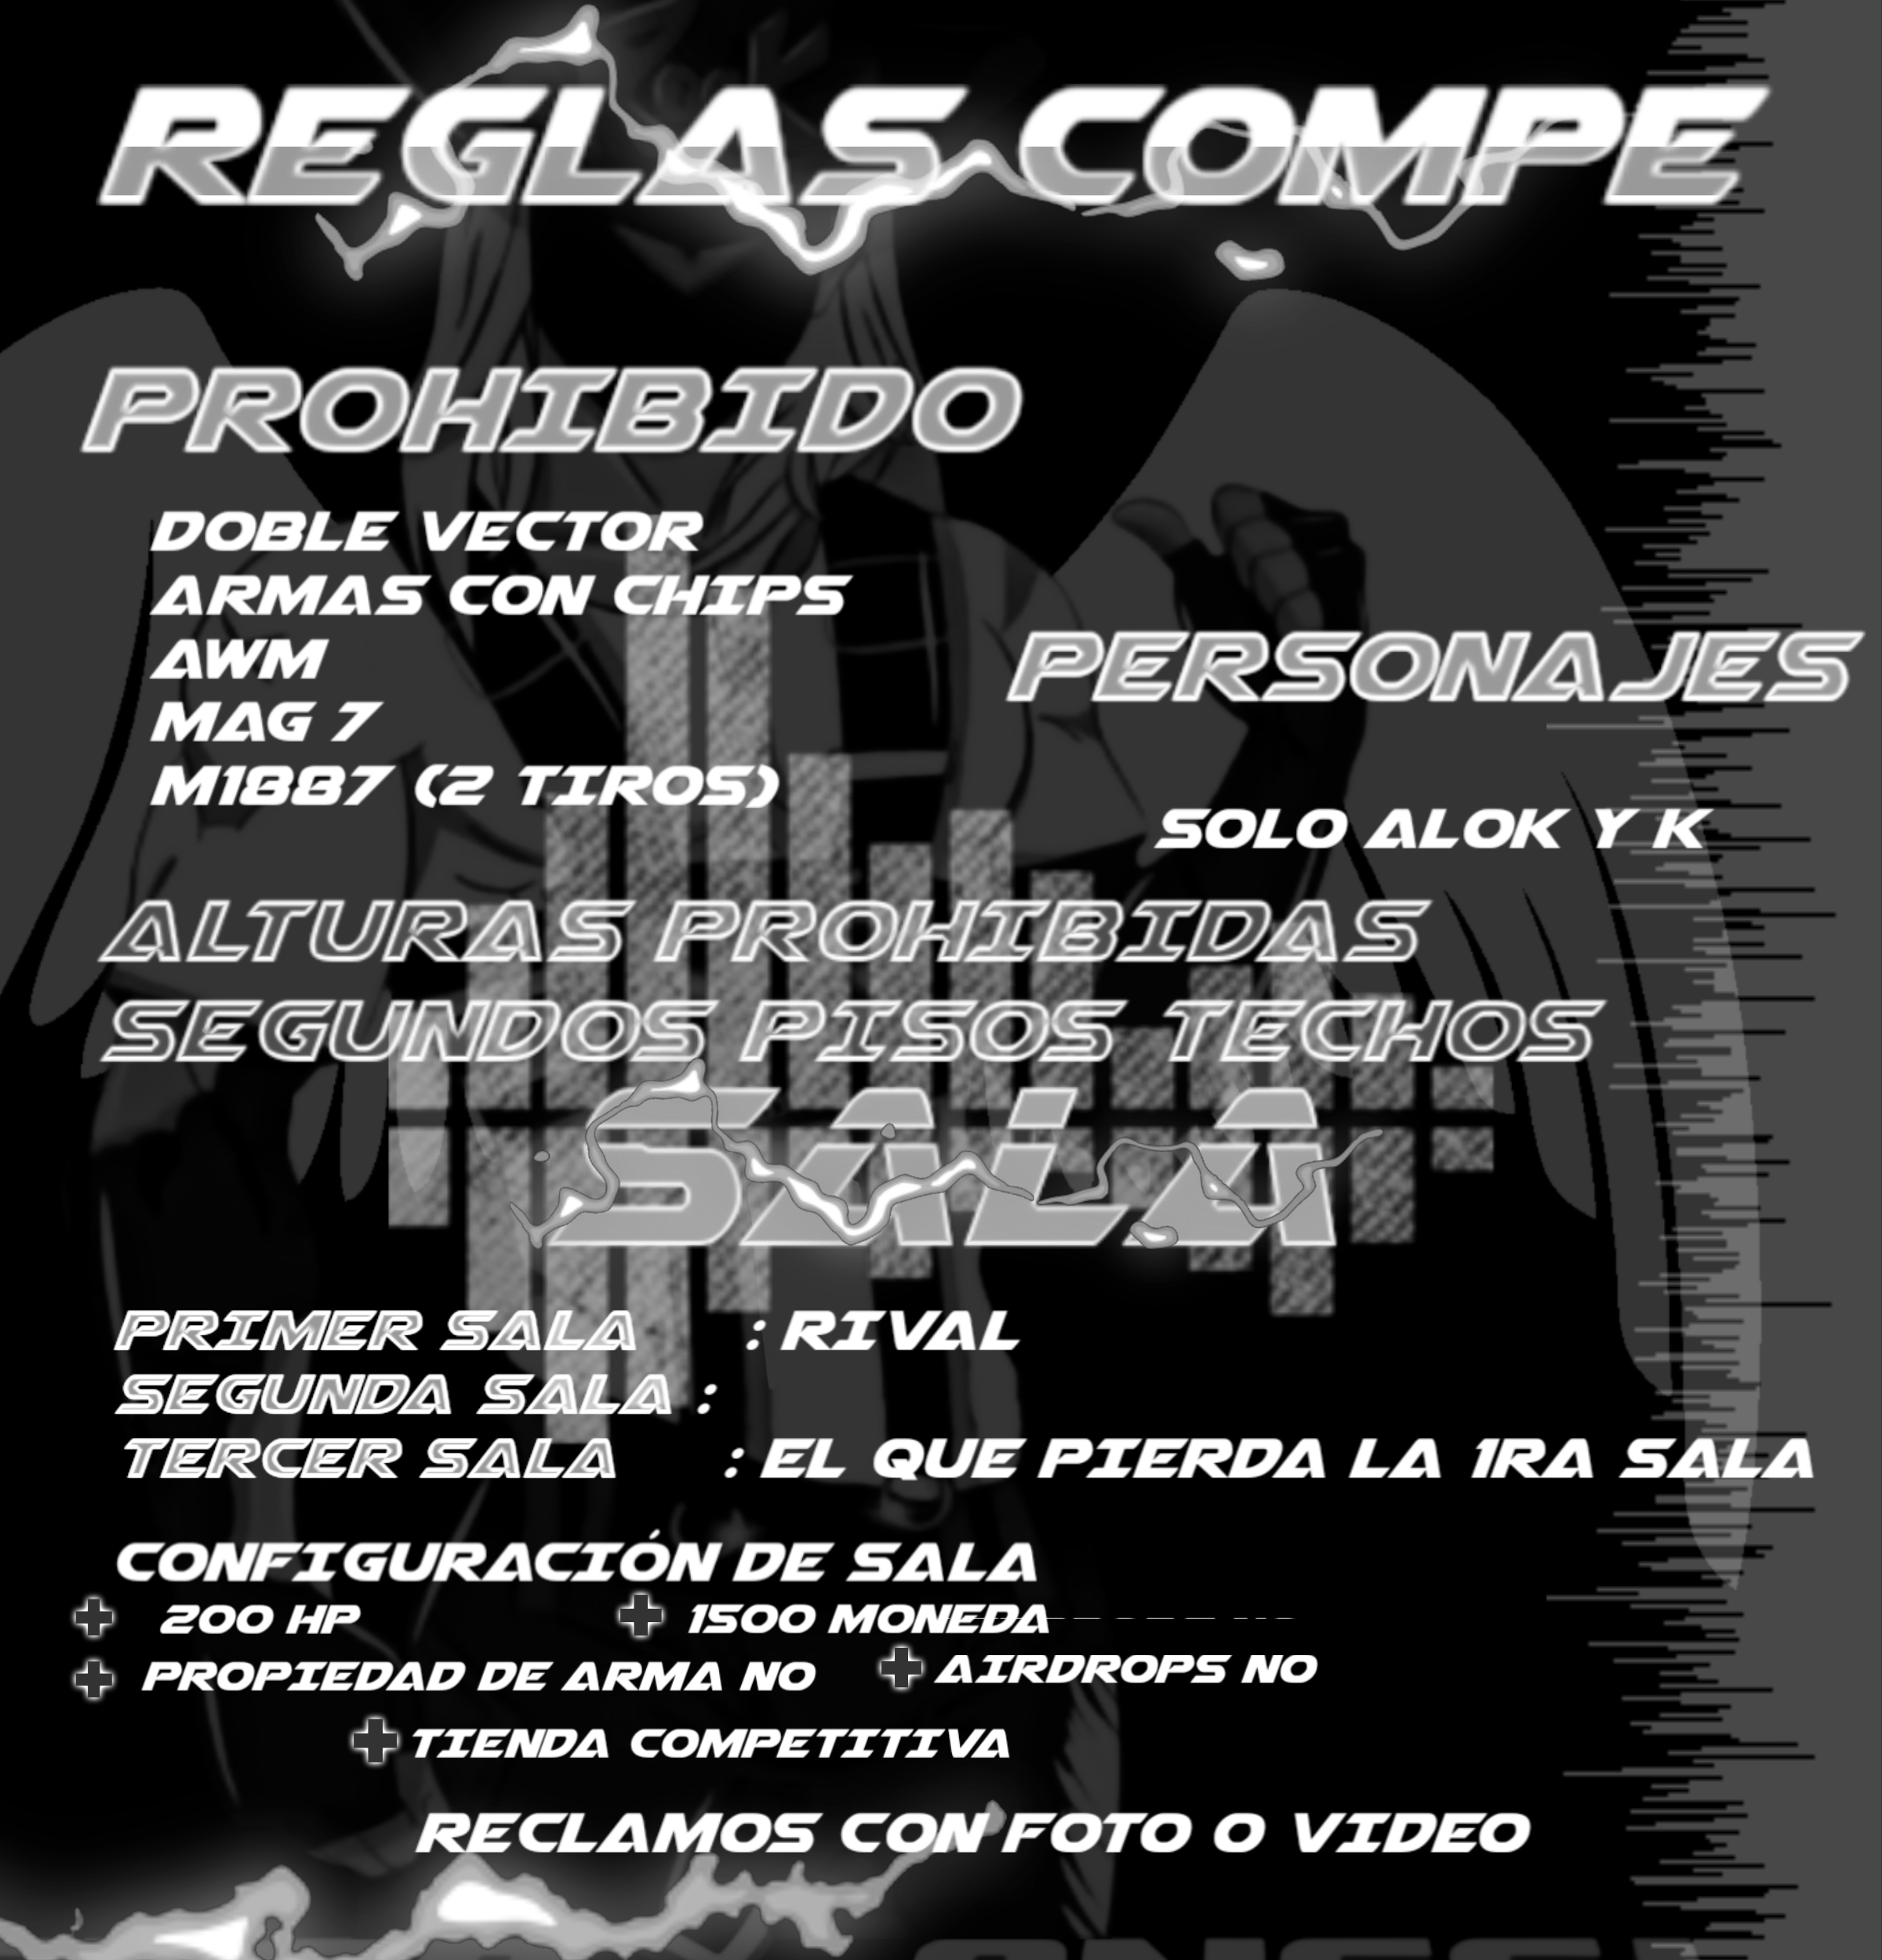 REGLAS COMPE
PROHIBIDO
DOBLE VECTOR
ARMAS CON CHIPS
AWM
MAG 7
M1887 (2 TIROS)
PERSONAJES
SOLO ALOK Y K
ALTURAS PROHIBIDAS
SEGUNDOS PISOS TECHOS
SALA
PRIMER SALA : RIVAL
SEGUNDA SALA :
TERCER SALA : EL QUE PIERDA LA 1RA SALA
CONFIGURACIÓN DE SALA
200 HP 1500 MONEDA
PROPIEDAD DE ARMA NO AIRDROPS NO
TIENDA COMPETITIVA
RECLAMOS CON FOTO O VIDEO